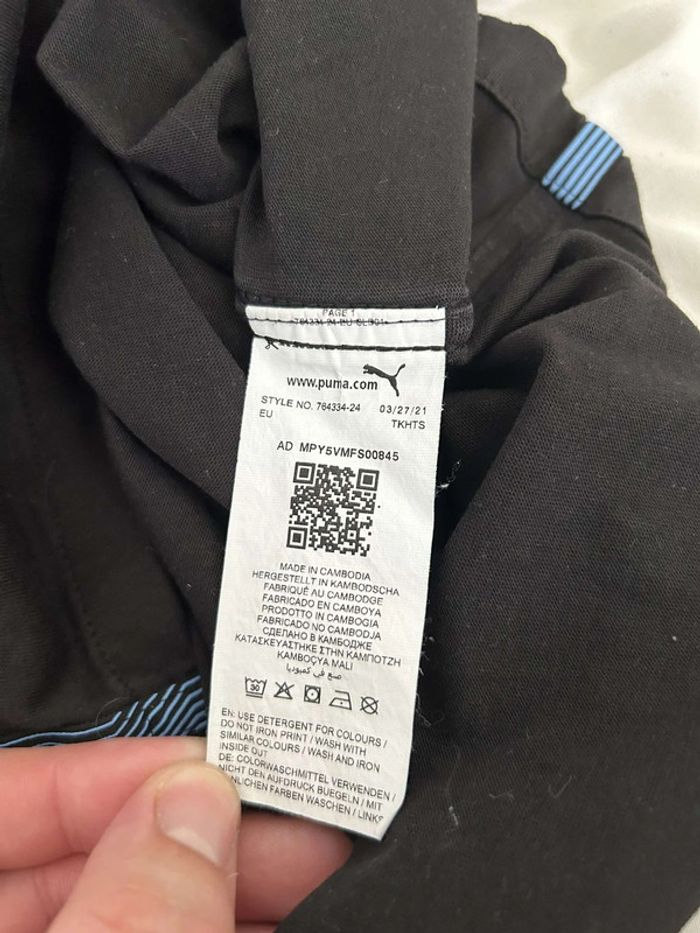 PAGE 1
www.puma.com
STYLE NO. 764334-24 03/27/21
EU TKHTS
AD MPY5VMFS00845
MADE IN CAMBODIA
HERGESTELLT IN KAMBODSCHA
FABRIQUÉ AU CAMBODGE
FABRICADO EN CAMBOYA
PRODOTTO IN CAMBOGIA
FABRICADO NO CAMBODJA
СДЕЛАНО В КАМБОДЖЕ
ΚΑΤΑΣΚΕΥΑΣΤΗΚΕ ΣΤΗΝ ΚΑΜΠΟΤΖΗ
KAMBOÇYA MALI
صنع في كمبوديا
30
EN: USE DETERGENT FOR COLOURS /
DO NOT IRON PRINT / WASH WITH
SIMILAR COLOURS / WASH AND IRON
INSIDE OUT
DE: COLORWASCHMITTEL VERWENDEN /
NICHT DEN AUFDRUCK BUEGELN / MIT
NLICHEN FARBEN WASCHEN / LINKS